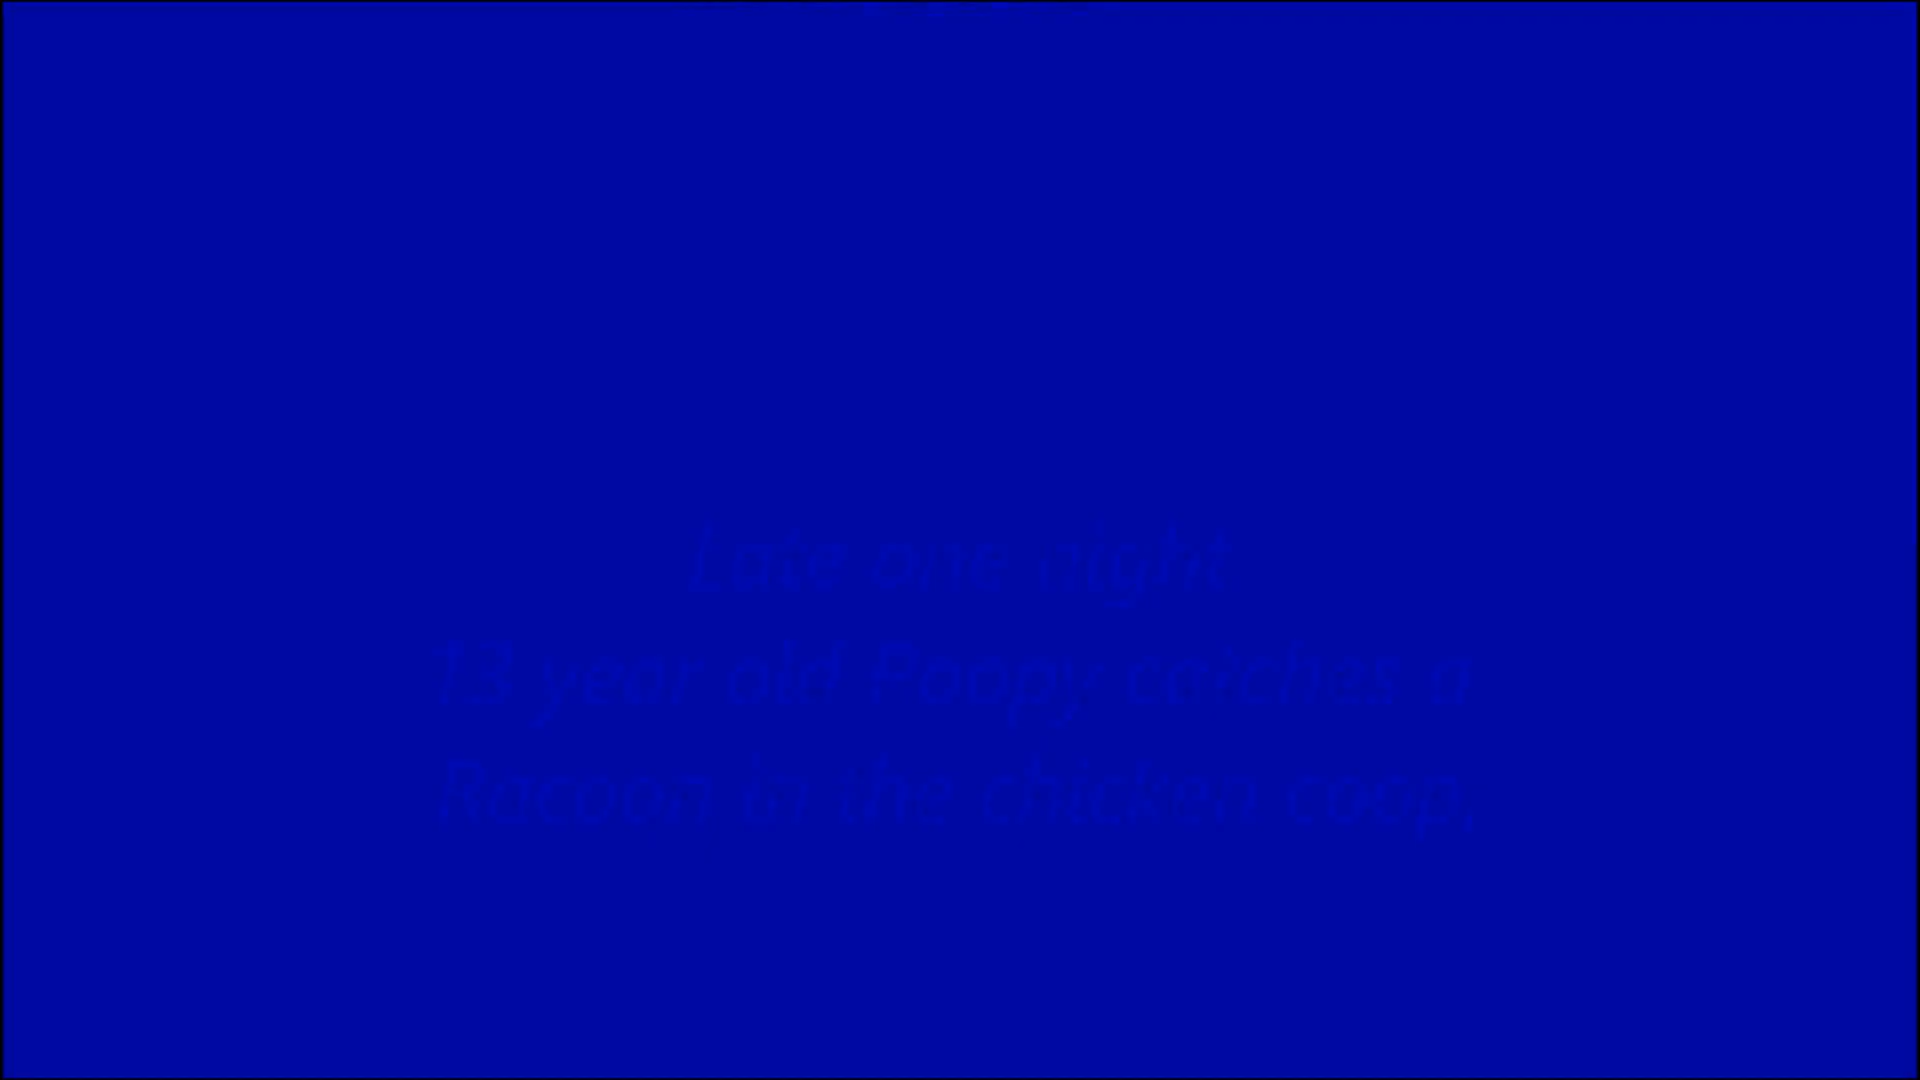 Late one night
13 year old Poopy catches a
Racoon in the chicken coop,